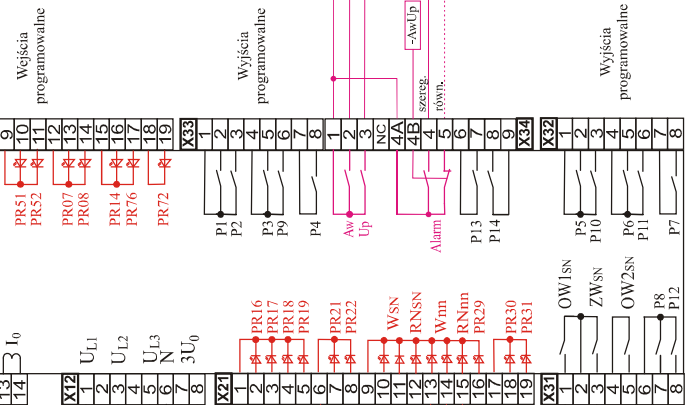 Wejścia
programowalne
Wyjścia
programowalne
-AwUp
szereg.
równ.
Wyjścia
programowalne
9 10 11 12 13 14 15 16 17 18 19
X33 1 2 3 4 5 6 7 8
1 2 3 NC 4A 4B 4 5 6 7 8 9 X34
X32 1 2 3 4 5 6 7 8
PR51
PR52
PR07
PR08
PR14
PR76
PR72
P1
P2
P3
P9
P4
Aw
Up
Alarm
P13
P14
P5
P10
P6
P11
P7
I0
UL1
UL2
UL3
N
3U0
PR16
PR17
PR18
PR19
PR21
PR22
WSN
RNSN
Wnn
RNnn
PR29
PR30
PR31
OW1SN
ZWSN
OW2SN
P8
P12
13 14
X12 1 2 3 4 5 6 7 8
X21 1 2 3 4 5 6 7 8 9 10 11 12 13 14 15 16 17 18 19
X31 1 2 3 4 5 6 7 8